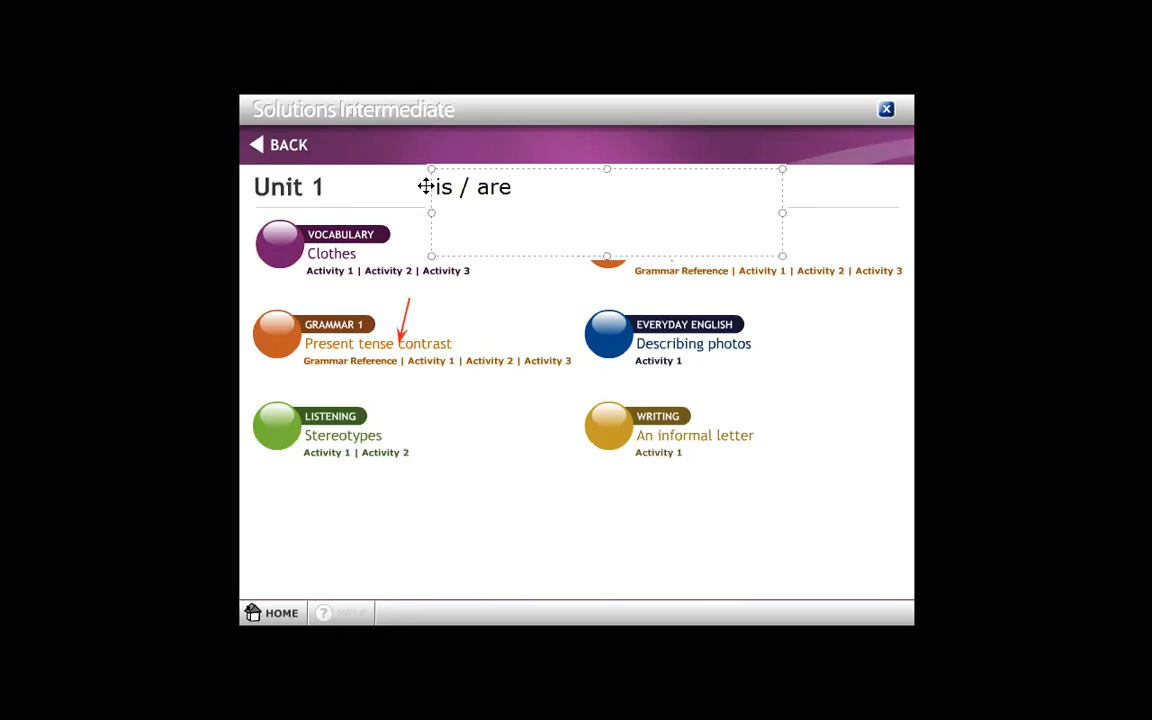 Solutions Intermediate
BACK
Unit 1
is / are
VOCABULARY
Clothes
Activity 1 | Activity 2 | Activity 3
Grammar Reference | Activity 1 | Activity 2 | Activity 3
GRAMMAR 1
Present tense contrast
Grammar Reference | Activity 1 | Activity 2 | Activity 3
EVERYDAY ENGLISH
Describing photos
Activity 1
LISTENING
Stereotypes
Activity 1 | Activity 2
WRITING
An informal letter
Activity 1
HOME
? HELP